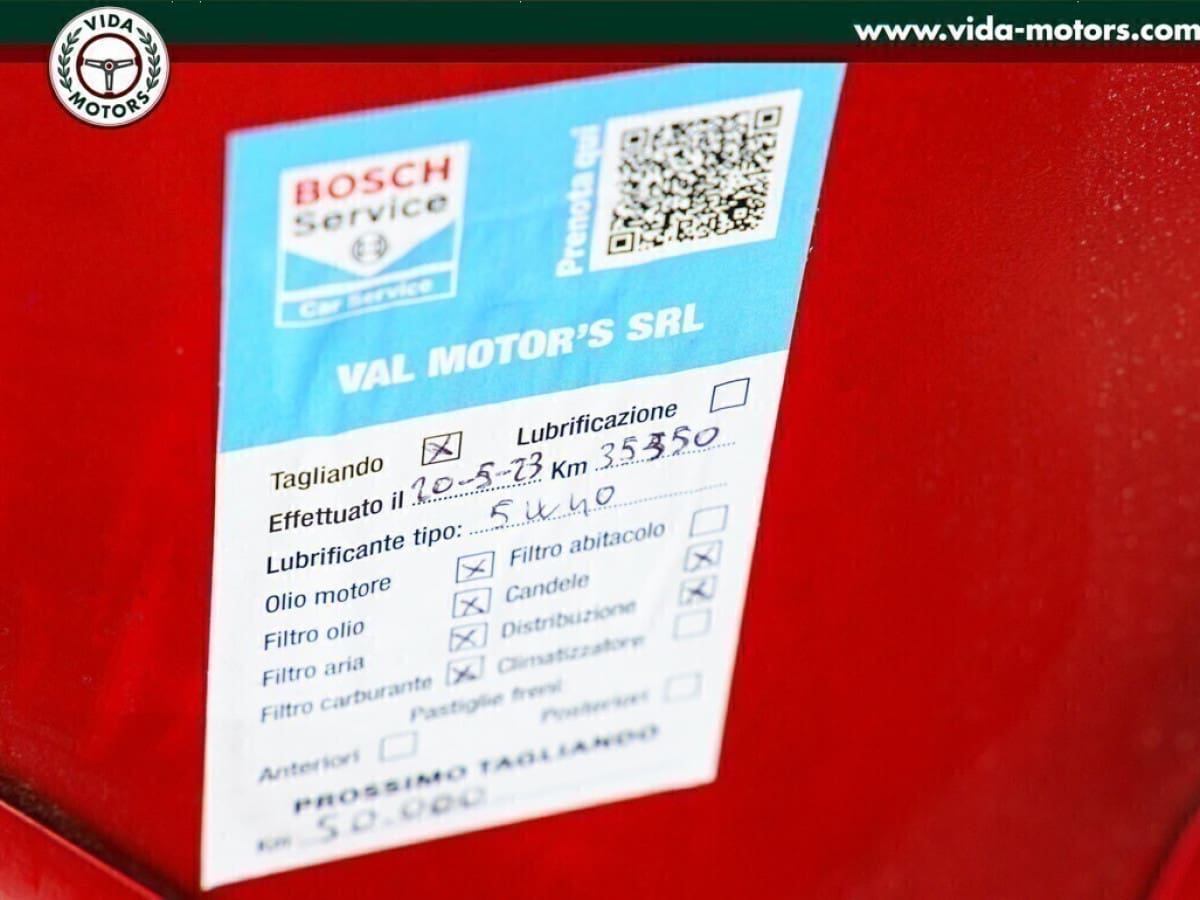 VIDA
MOTORS
www.vida-motors.com
BOSCH
Service
Car Service
Prenota qui
VAL MOTOR'S SRL
Tagliando Lubrificazione
Effettuato il 20-5-23 Km 35350
Lubrificante tipo: 5W40
Olio motore Filtro abitacolo
Filtro olio Candele
Filtro aria Distribuzione
Filtro carburante Climatizzatore
Pastiglie freni:
Anteriori Posteriori
PROSSIMO TAGLIANDO
Km 50.000